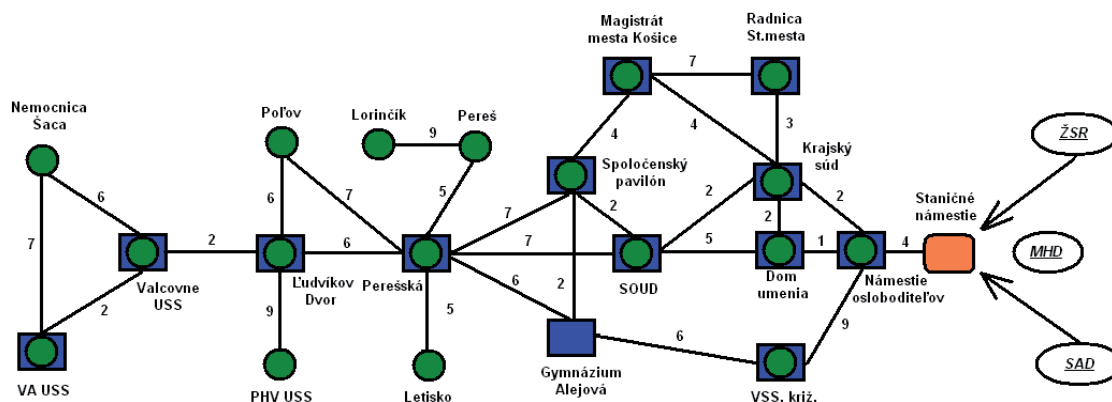 Magistrát
mesta Košice
Radnica
St.mesta
7
Nemocnica
Šaca
Poľov
Lorinčík
Pereš
9
4
4
3
ŽSR
Spoločenský
pavilón
Krajský
súd
6
7
6
7
5
7
2
2
2
2
Staničné
námestie
MHD
2
6
7
5
1
4
Valcovne
USS
Ľudvíkov
Dvor
Perešská
6
2
SOUD
Dom
umenia
Námestie
osloboditeľov
2
9
5
6
9
VA USS
PHV USS
Letisko
Gymnázium
Alejová
VSS. križ.
SAD